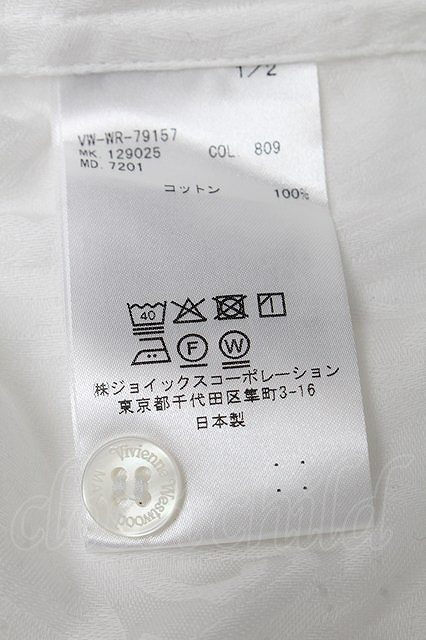 1/2
VW-WR-79157
MK. 129025 COL. 809
MD. 7201
コットン 100%
40
F W
㈱ジョイックスコーポレーション
東京都千代田区隼町3-16
日本製
Vivienne Westwood
closet child